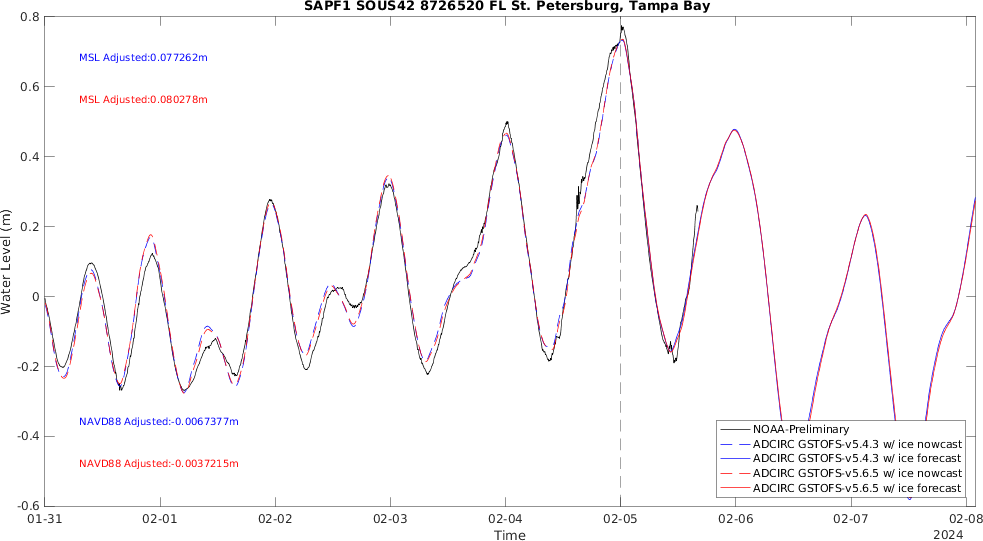 SAPF1 SOUS42 8726520 FL St. Petersburg, Tampa Bay
0.8
MSL Adjusted:0.077262m
0.6
MSL Adjusted:0.080278m
0.4
0.2
Water Level (m)
0
-0.2
NAVD88 Adjusted:-0.0067377m
-0.4
NAVD88 Adjusted:-0.0037215m
-0.6
NOAA-Preliminary
ADCIRC GSTOFS-v5.4.3 w/ ice nowcast
ADCIRC GSTOFS-v5.4.3 w/ ice forecast
ADCIRC GSTOFS-v5.6.5 w/ ice nowcast
ADCIRC GSTOFS-v5.6.5 w/ ice forecast
01-31 02-01 02-02 02-03 02-04 02-05 02-06 02-07 02-08
Time
2024